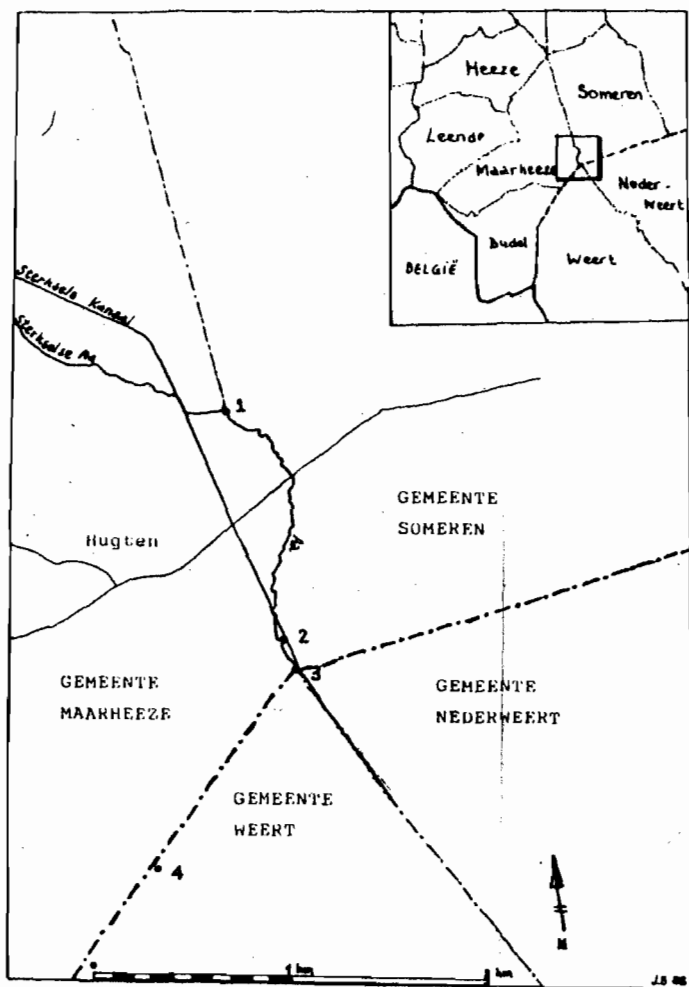 Heeze
Someren
Leende
Maarheeze
Neder-
weert
Budel
Weert
BELGIË
Sterksels Kanaal
Sterkselse Aa
1
GEMEENTE
SOMEREN
Hugten
2
3
GEMEENTE
MAARHEEZE
GEMEENTE
NEDERWEERT
GEMEENTE
WEERT
4
N
0
1 km
km